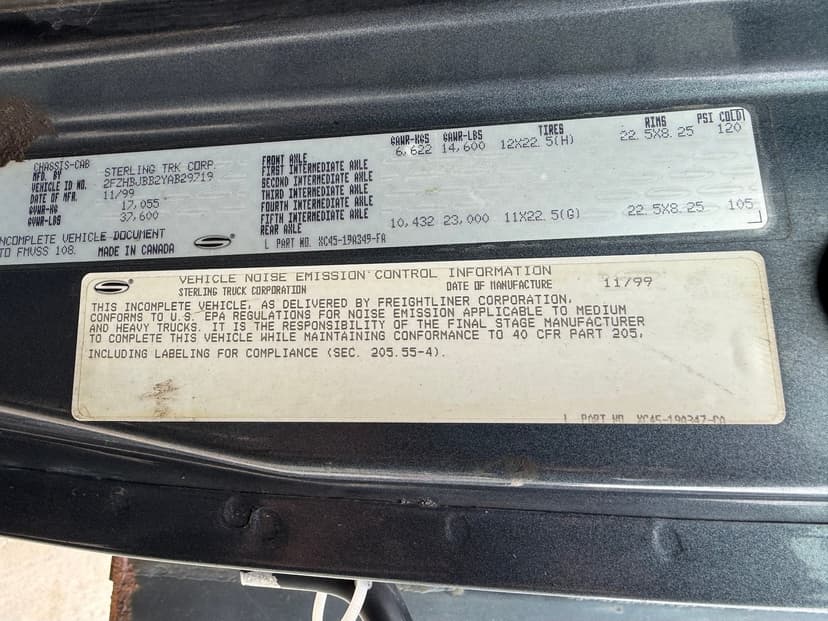 CHASSIS-CAB
MFD. BY STERLING TRK CORP.
VEHICLE ID NO. 2FZHBJBB2YAB29719
DATE OF MFR. 11/99
GVWR-KG 17,055
GVWR-LBS 37,600
INCOMPLETE VEHICLE DOCUMENT
TO FMVSS 108. MADE IN CANADA
GAWR-KGS GAWR-LBS TIRES RIMS PSI COLD
FRONT AXLE 6,622 14,600 12X22.5(H) 22.5X8.25 120
FIRST INTERMEDIATE AXLE
SECOND INTERMEDIATE AXLE
THIRD INTERMEDIATE AXLE
FOURTH INTERMEDIATE AXLE
FIFTH INTERMEDIATE AXLE
REAR AXLE 10,432 23,000 11X22.5(G) 22.5X8.25 105
L PART NO. XC45-19A349-FA
VEHICLE NOISE EMISSION CONTROL INFORMATION
STERLING TRUCK CORPORATION DATE OF MANUFACTURE 11/99
THIS INCOMPLETE VEHICLE, AS DELIVERED BY FREIGHTLINER CORPORATION,
CONFORMS TO U.S. EPA REGULATIONS FOR NOISE EMISSION APPLICABLE TO MEDIUM
AND HEAVY TRUCKS. IT IS THE RESPONSIBILITY OF THE FINAL STAGE MANUFACTURER
TO COMPLETE THIS VEHICLE WHILE MAINTAINING CONFORMANCE TO 40 CFR PART 205,
INCLUDING LABELING FOR COMPLIANCE (SEC. 205.55-4).
L PART NO.